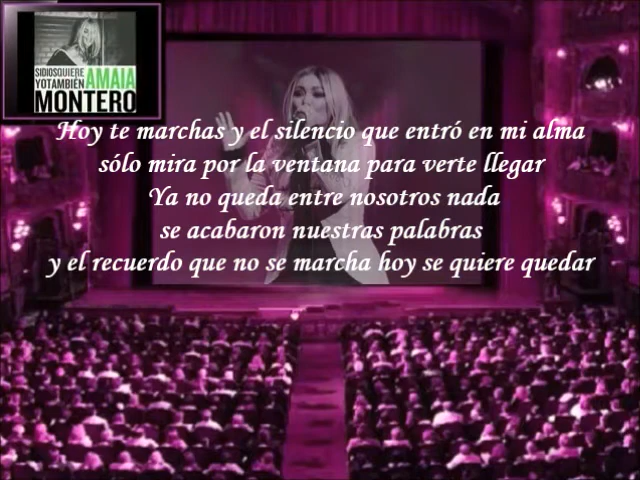 SIDIOSQUIERE
YOTAMBIÉN AMAIA
MONTERO
Hoy te marchas y el silencio que entró en mi alma
sólo mira por la ventana para verte llegar
Ya no queda entre nosotros nada
se acabaron nuestras palabras
y el recuerdo que no se marcha hoy se quiere quedar